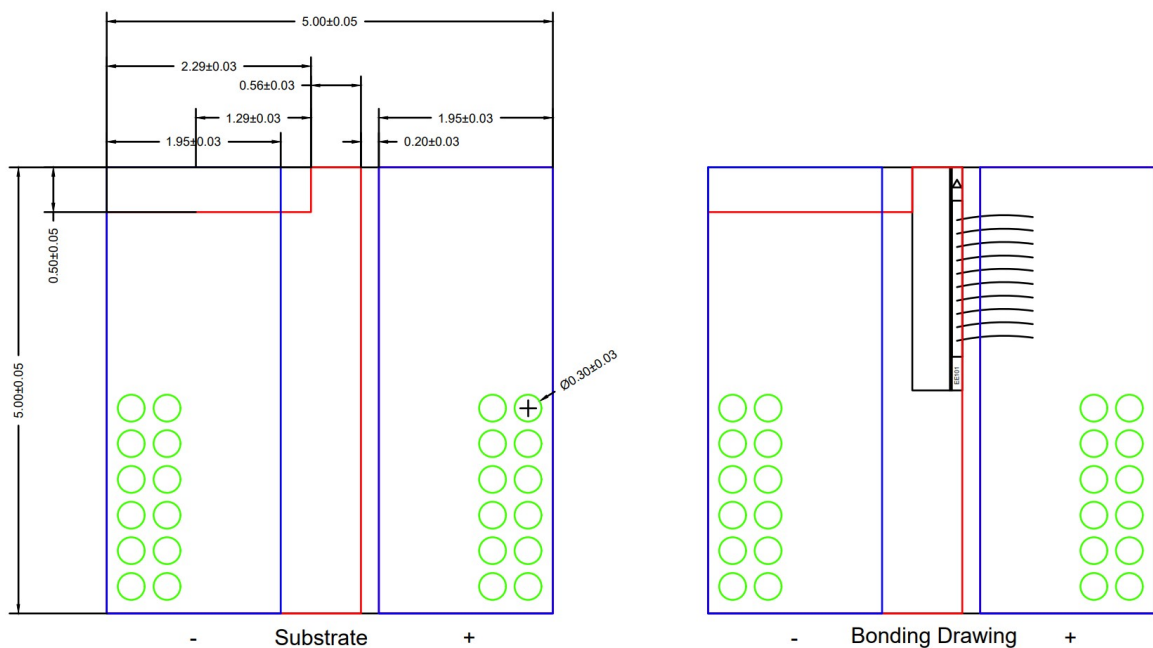 5.00±0.05
2.29±0.03
0.56±0.03
1.29±0.03
1.95±0.03
1.95±0.03
0.20±0.03
0.50±0.05
5.00±0.05
Ø0.30±0.03
EE101
- Substrate +
- Bonding Drawing +